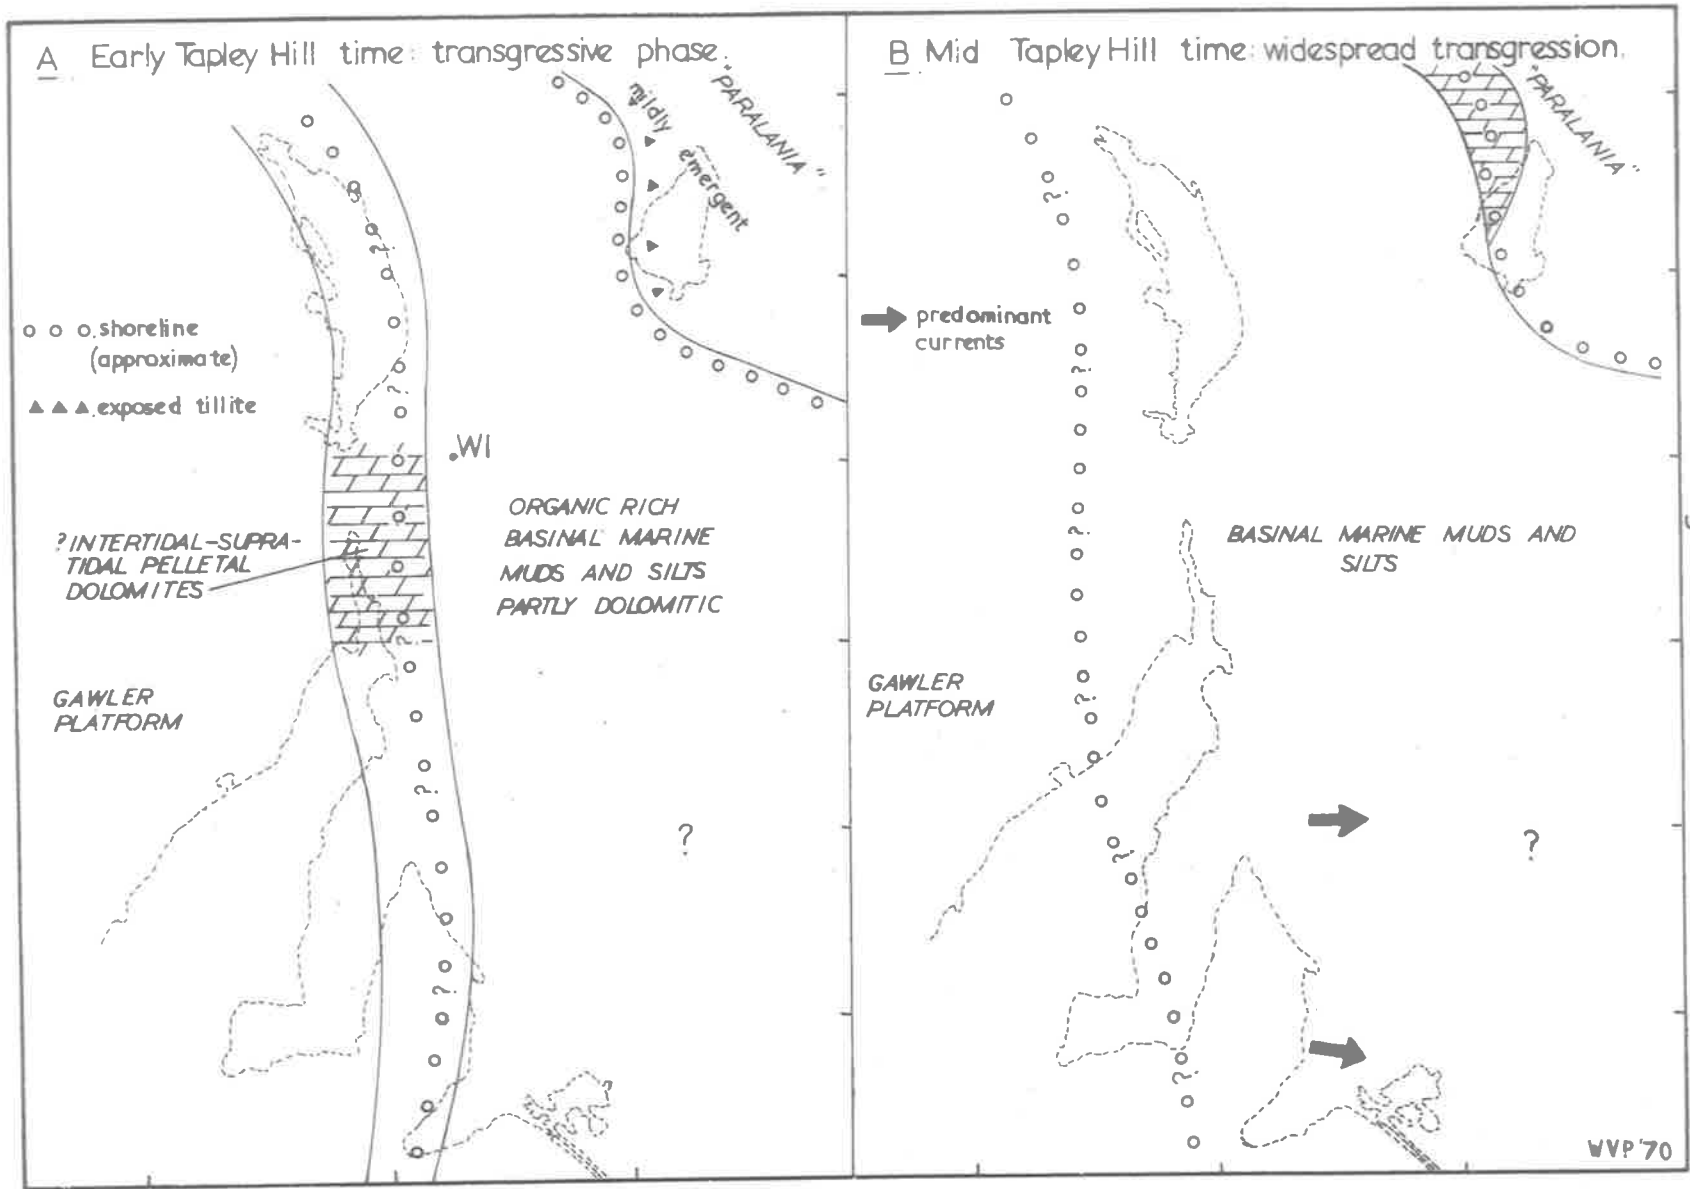 A Early Tapley Hill time: transgressive phase.
"PARALANIA"
mildly emergent
o o o. shoreline
(approximate)
▲ ▲ ▲. exposed tillite
.WI
? INTERTIDAL-SUPRA-
TIDAL PELLETAL
DOLOMITES
ORGANIC RICH
BASINAL MARINE
MUDS AND SILTS
PARTLY DOLOMITIC
GAWLER
PLATFORM
?
?
?
?
?
?
?
B Mid Tapley Hill time: widespread transgression.
"PARALANIA"
predominant
currents
BASINAL MARINE MUDS AND
SILTS
GAWLER
PLATFORM
?
?
?
?
?
?
?
WVP '70